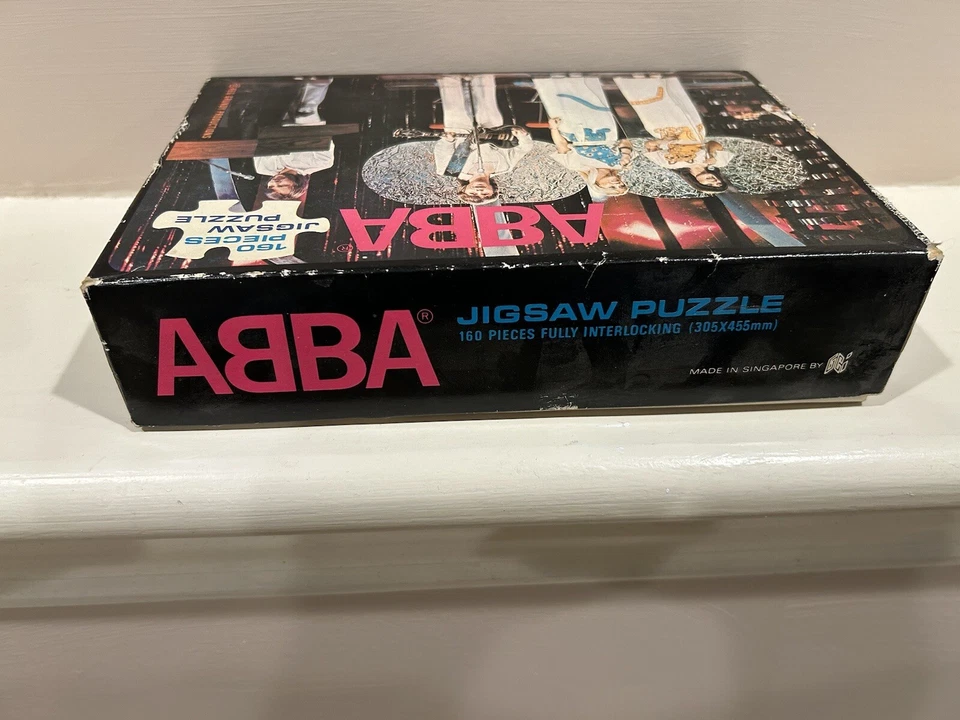 160
PIECES
JIGSAW
PUZZLE
ABBA
ABBA®
JIGSAW PUZZLE
160 PIECES FULLY INTERLOCKING (305X455mm)
MADE IN SINGAPORE BY